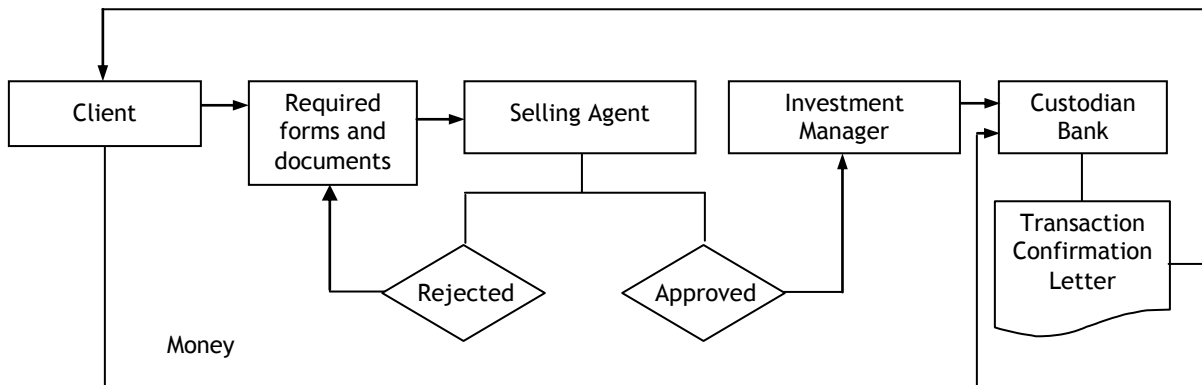 Client
Required
forms and
documents
Selling Agent
Investment
Manager
Custodian
Bank
Rejected
Approved
Transaction
Confirmation
Letter
Money